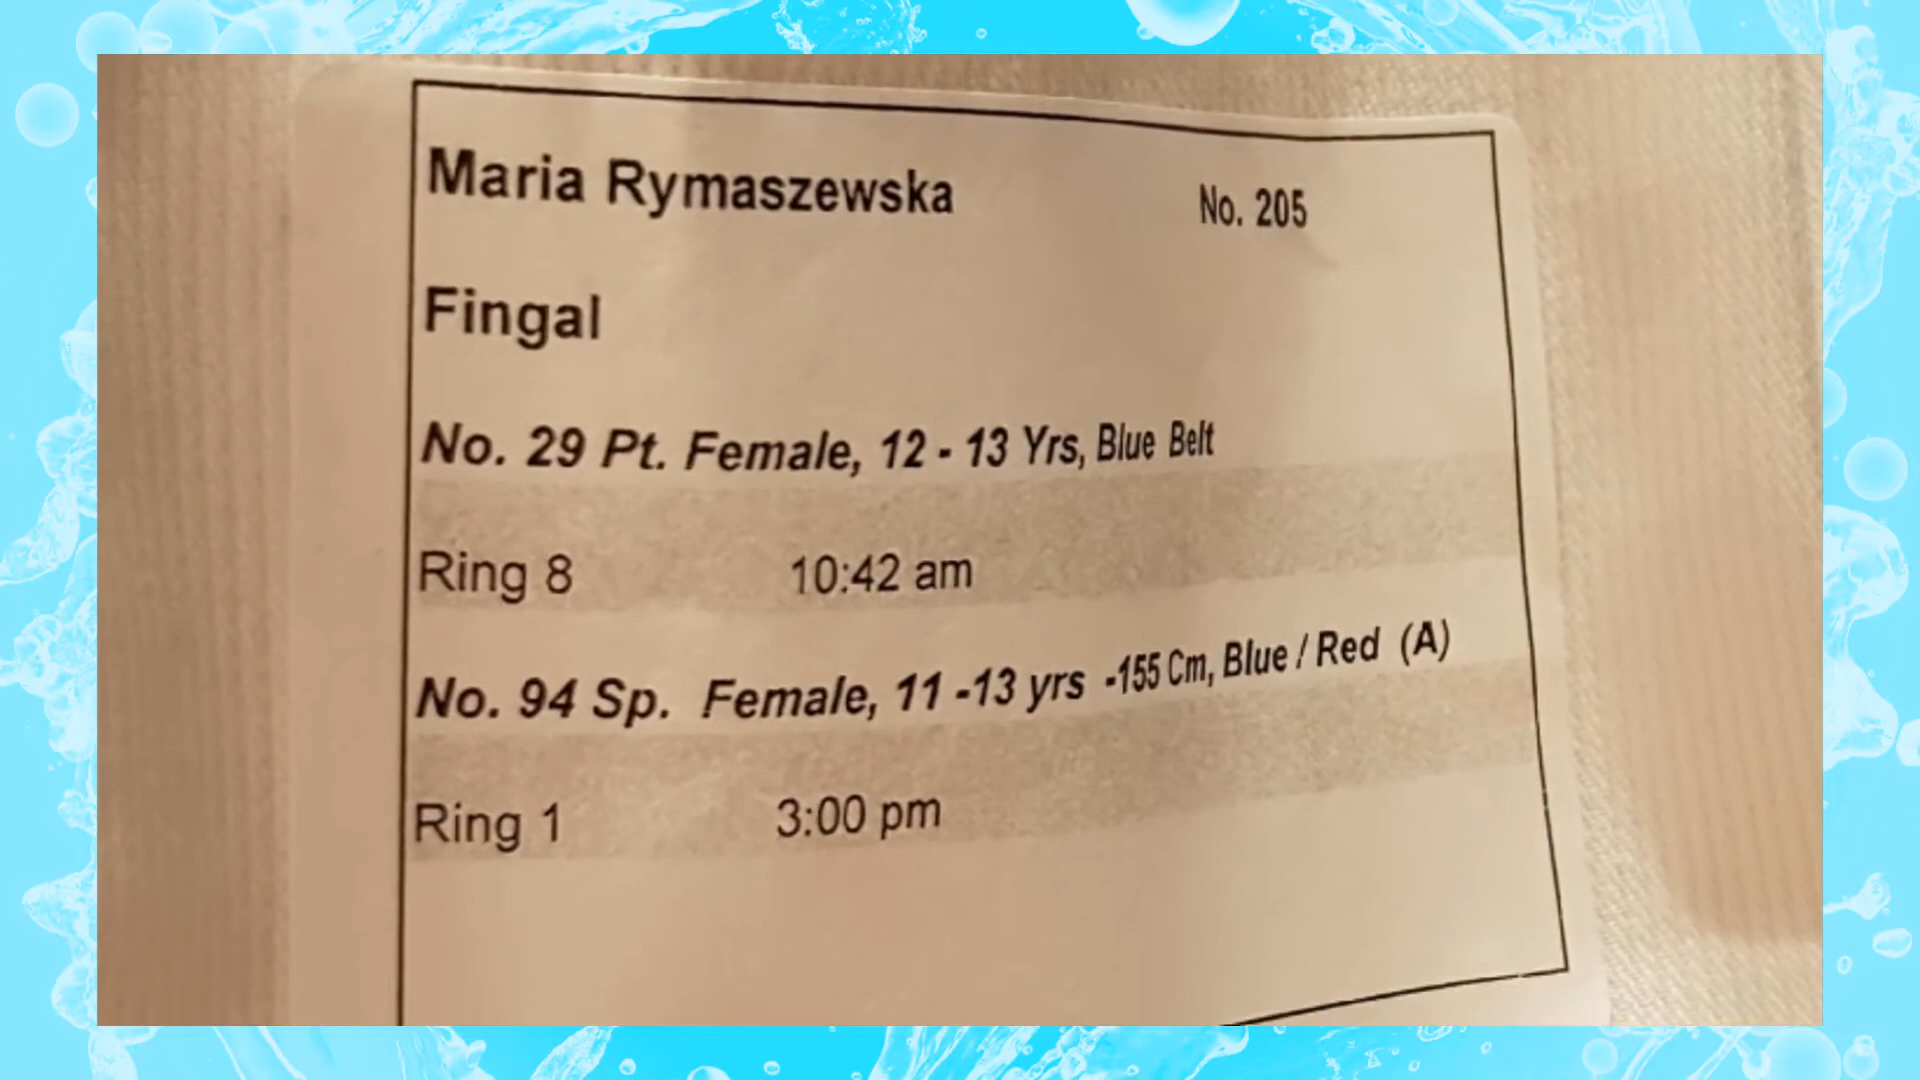 Maria Rymaszewska No. 205
Fingal
No. 29 Pt. Female, 12 - 13 Yrs, Blue Belt
Ring 8 10:42 am
No. 94 Sp. Female, 11 -13 yrs -155 Cm, Blue / Red (A)
Ring 1 3:00 pm